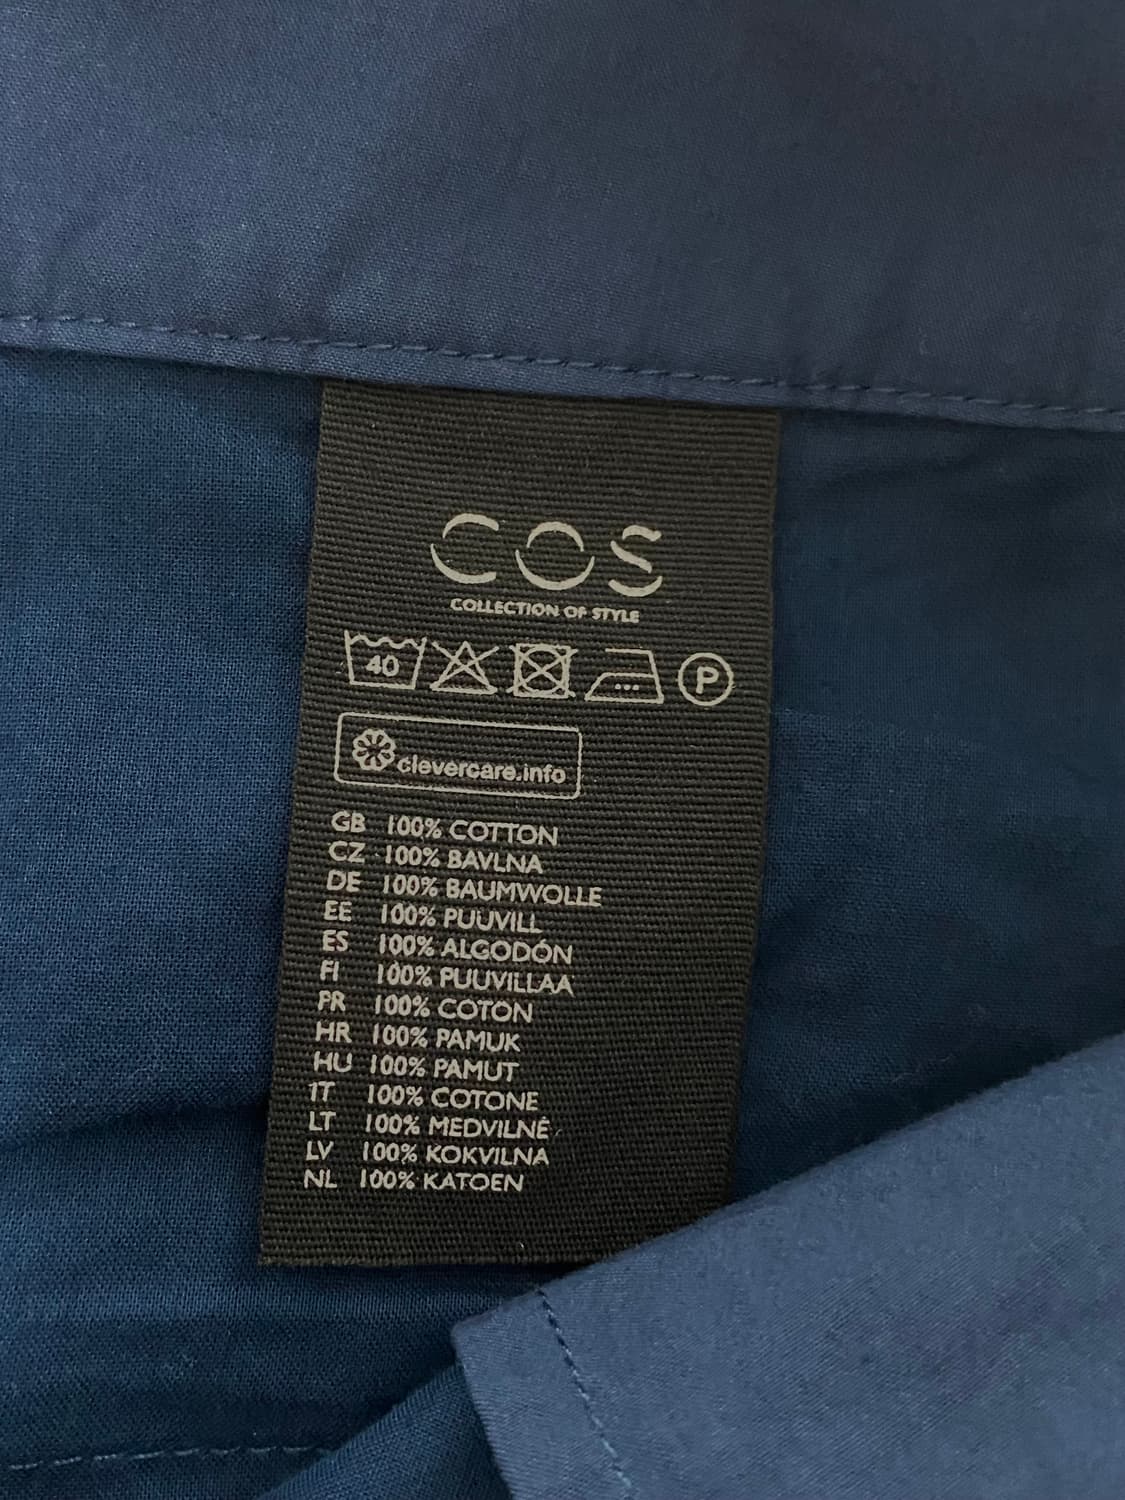 COS
COLLECTION OF STYLE
40 P
clevercare.info
GB 100% COTTON
CZ 100% BAVLNA
DE 100% BAUMWOLLE
EE 100% PUUVILL
ES 100% ALGODÓN
FI 100% PUUVILLAA
FR 100% COTON
HR 100% PAMUK
HU 100% PAMUT
IT 100% COTONE
LT 100% MEDVILNĖ
LV 100% KOKVILNA
NL 100% KATOEN